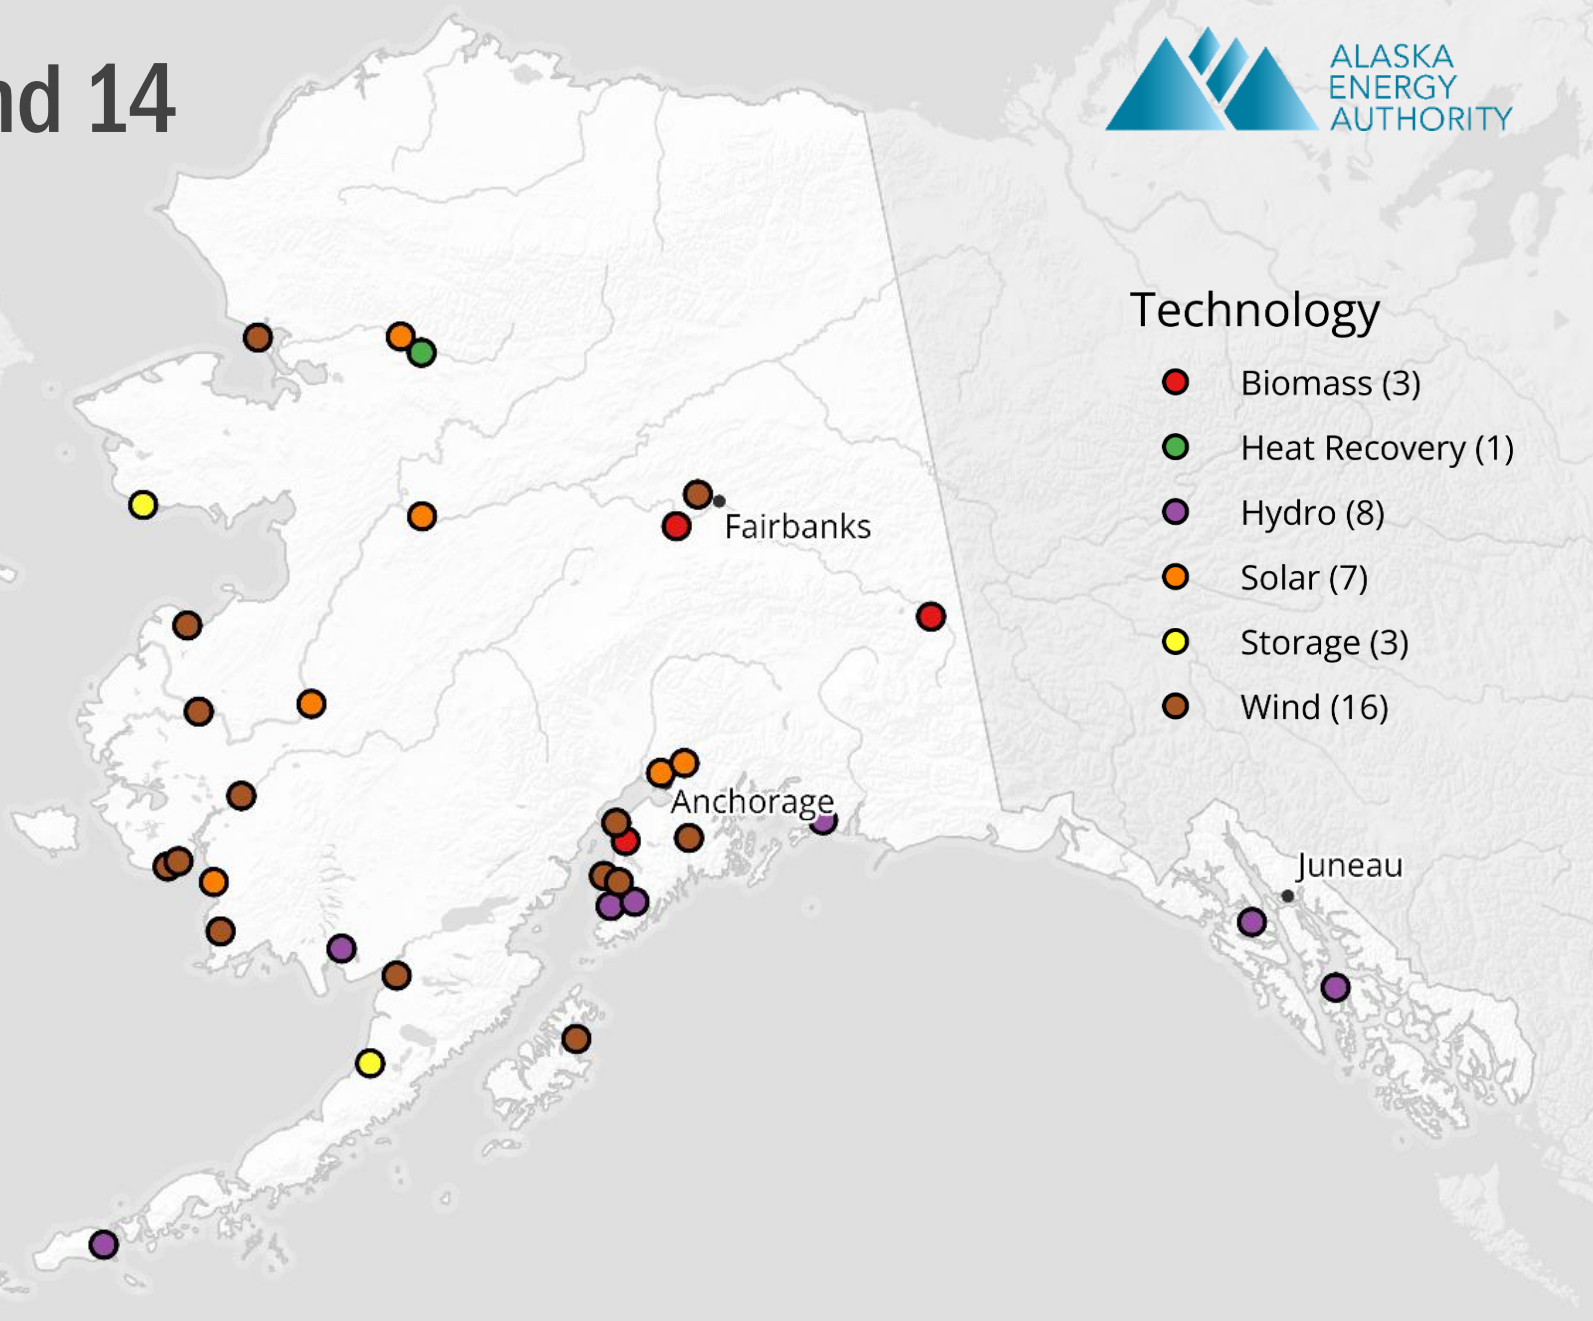 nd 14
ALASKA
ENERGY
AUTHORITY
Technology
Biomass (3)
Heat Recovery (1)
Hydro (8)
Solar (7)
Storage (3)
Wind (16)
Fairbanks
Anchorage
Juneau